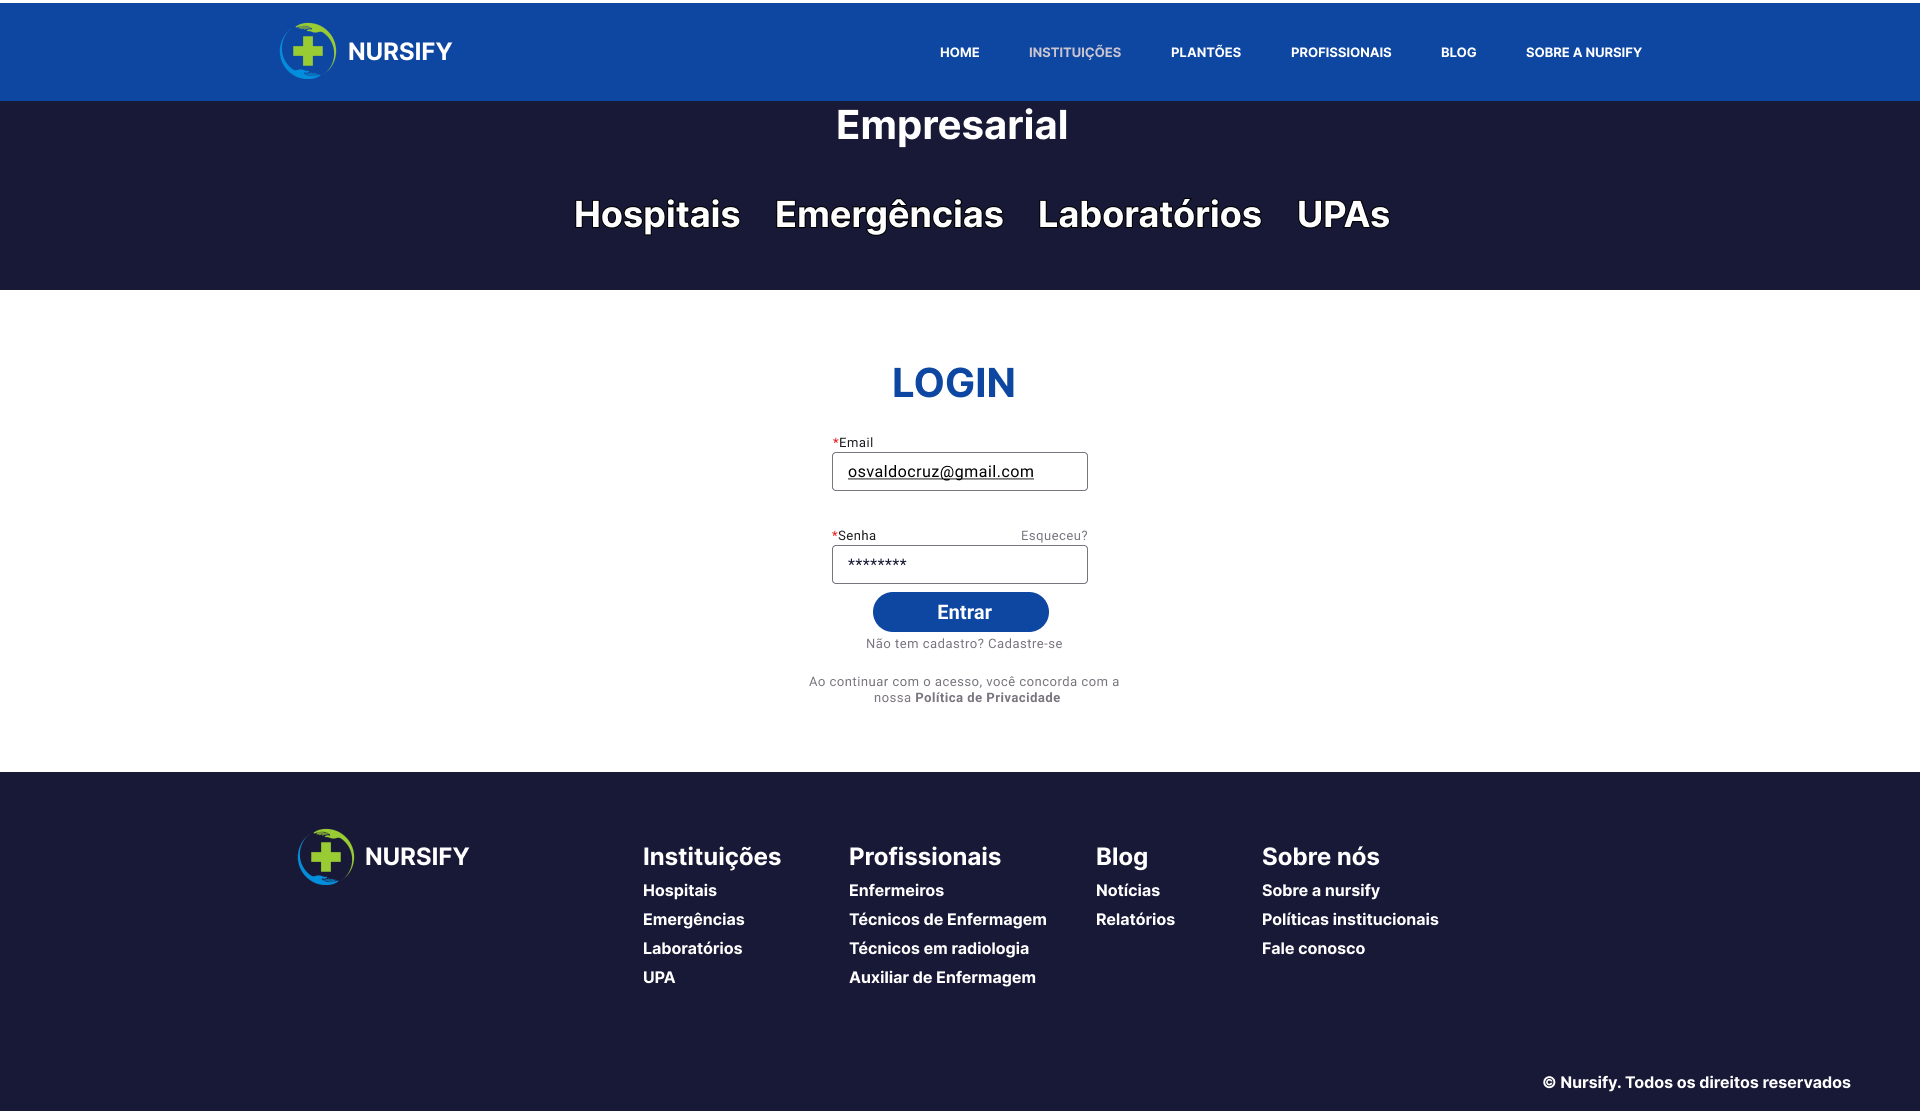 NURSIFY
HOME INSTITUIÇÕES PLANTÕES PROFISSIONAIS BLOG SOBRE A NURSIFY
Empresarial
Hospitais Emergências Laboratórios UPAs
LOGIN
*Email
osvaldocruz@gmail.com
*Senha Esqueceu?
********
Entrar
Não tem cadastro? Cadastre-se
Ao continuar com o acesso, você concorda com a
nossa Política de Privacidade
NURSIFY
Instituições
Hospitais
Emergências
Laboratórios
UPA
Profissionais
Enfermeiros
Técnicos de Enfermagem
Técnicos em radiologia
Auxiliar de Enfermagem
Blog
Notícias
Relatórios
Sobre nós
Sobre a nursify
Políticas institucionais
Fale conosco
© Nursify. Todos os direitos reservados